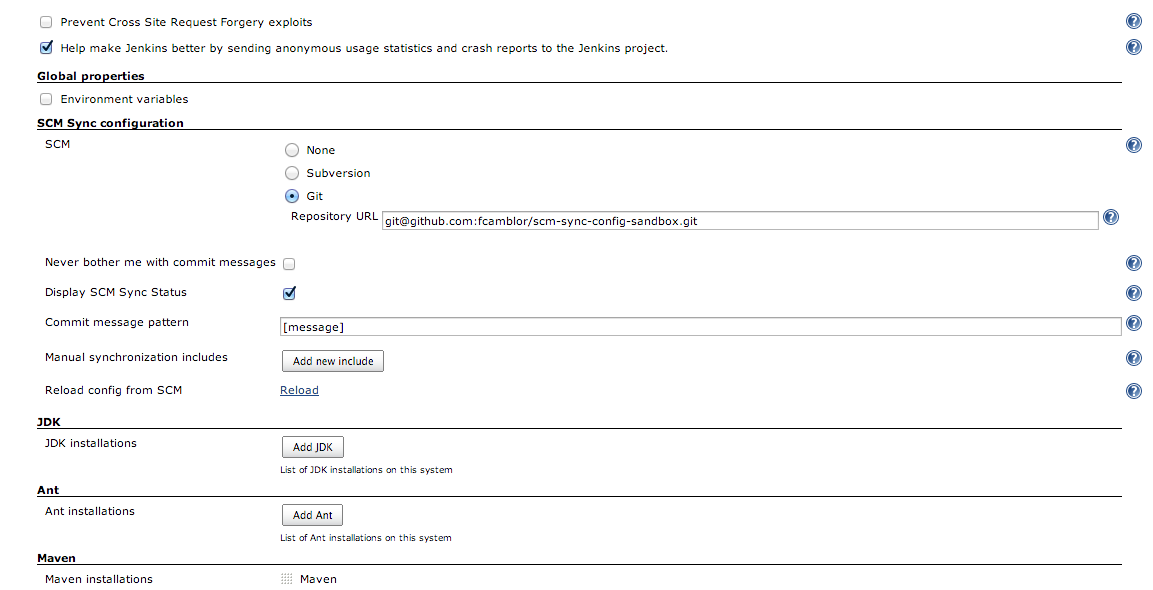 Prevent Cross Site Request Forgery exploits
Help make Jenkins better by sending anonymous usage statistics and crash reports to the Jenkins project.
Global properties
Environment variables
SCM Sync configuration
SCM
None
Subversion
Git
Repository URL git@github.com:fcamblor/scm-sync-config-sandbox.git
Never bother me with commit messages
Display SCM Sync Status
Commit message pattern [message]
Manual synchronization includes Add new include
Reload config from SCM Reload
JDK
JDK installations Add JDK
List of JDK installations on this system
Ant
Ant installations Add Ant
List of Ant installations on this system
Maven
Maven installations Maven